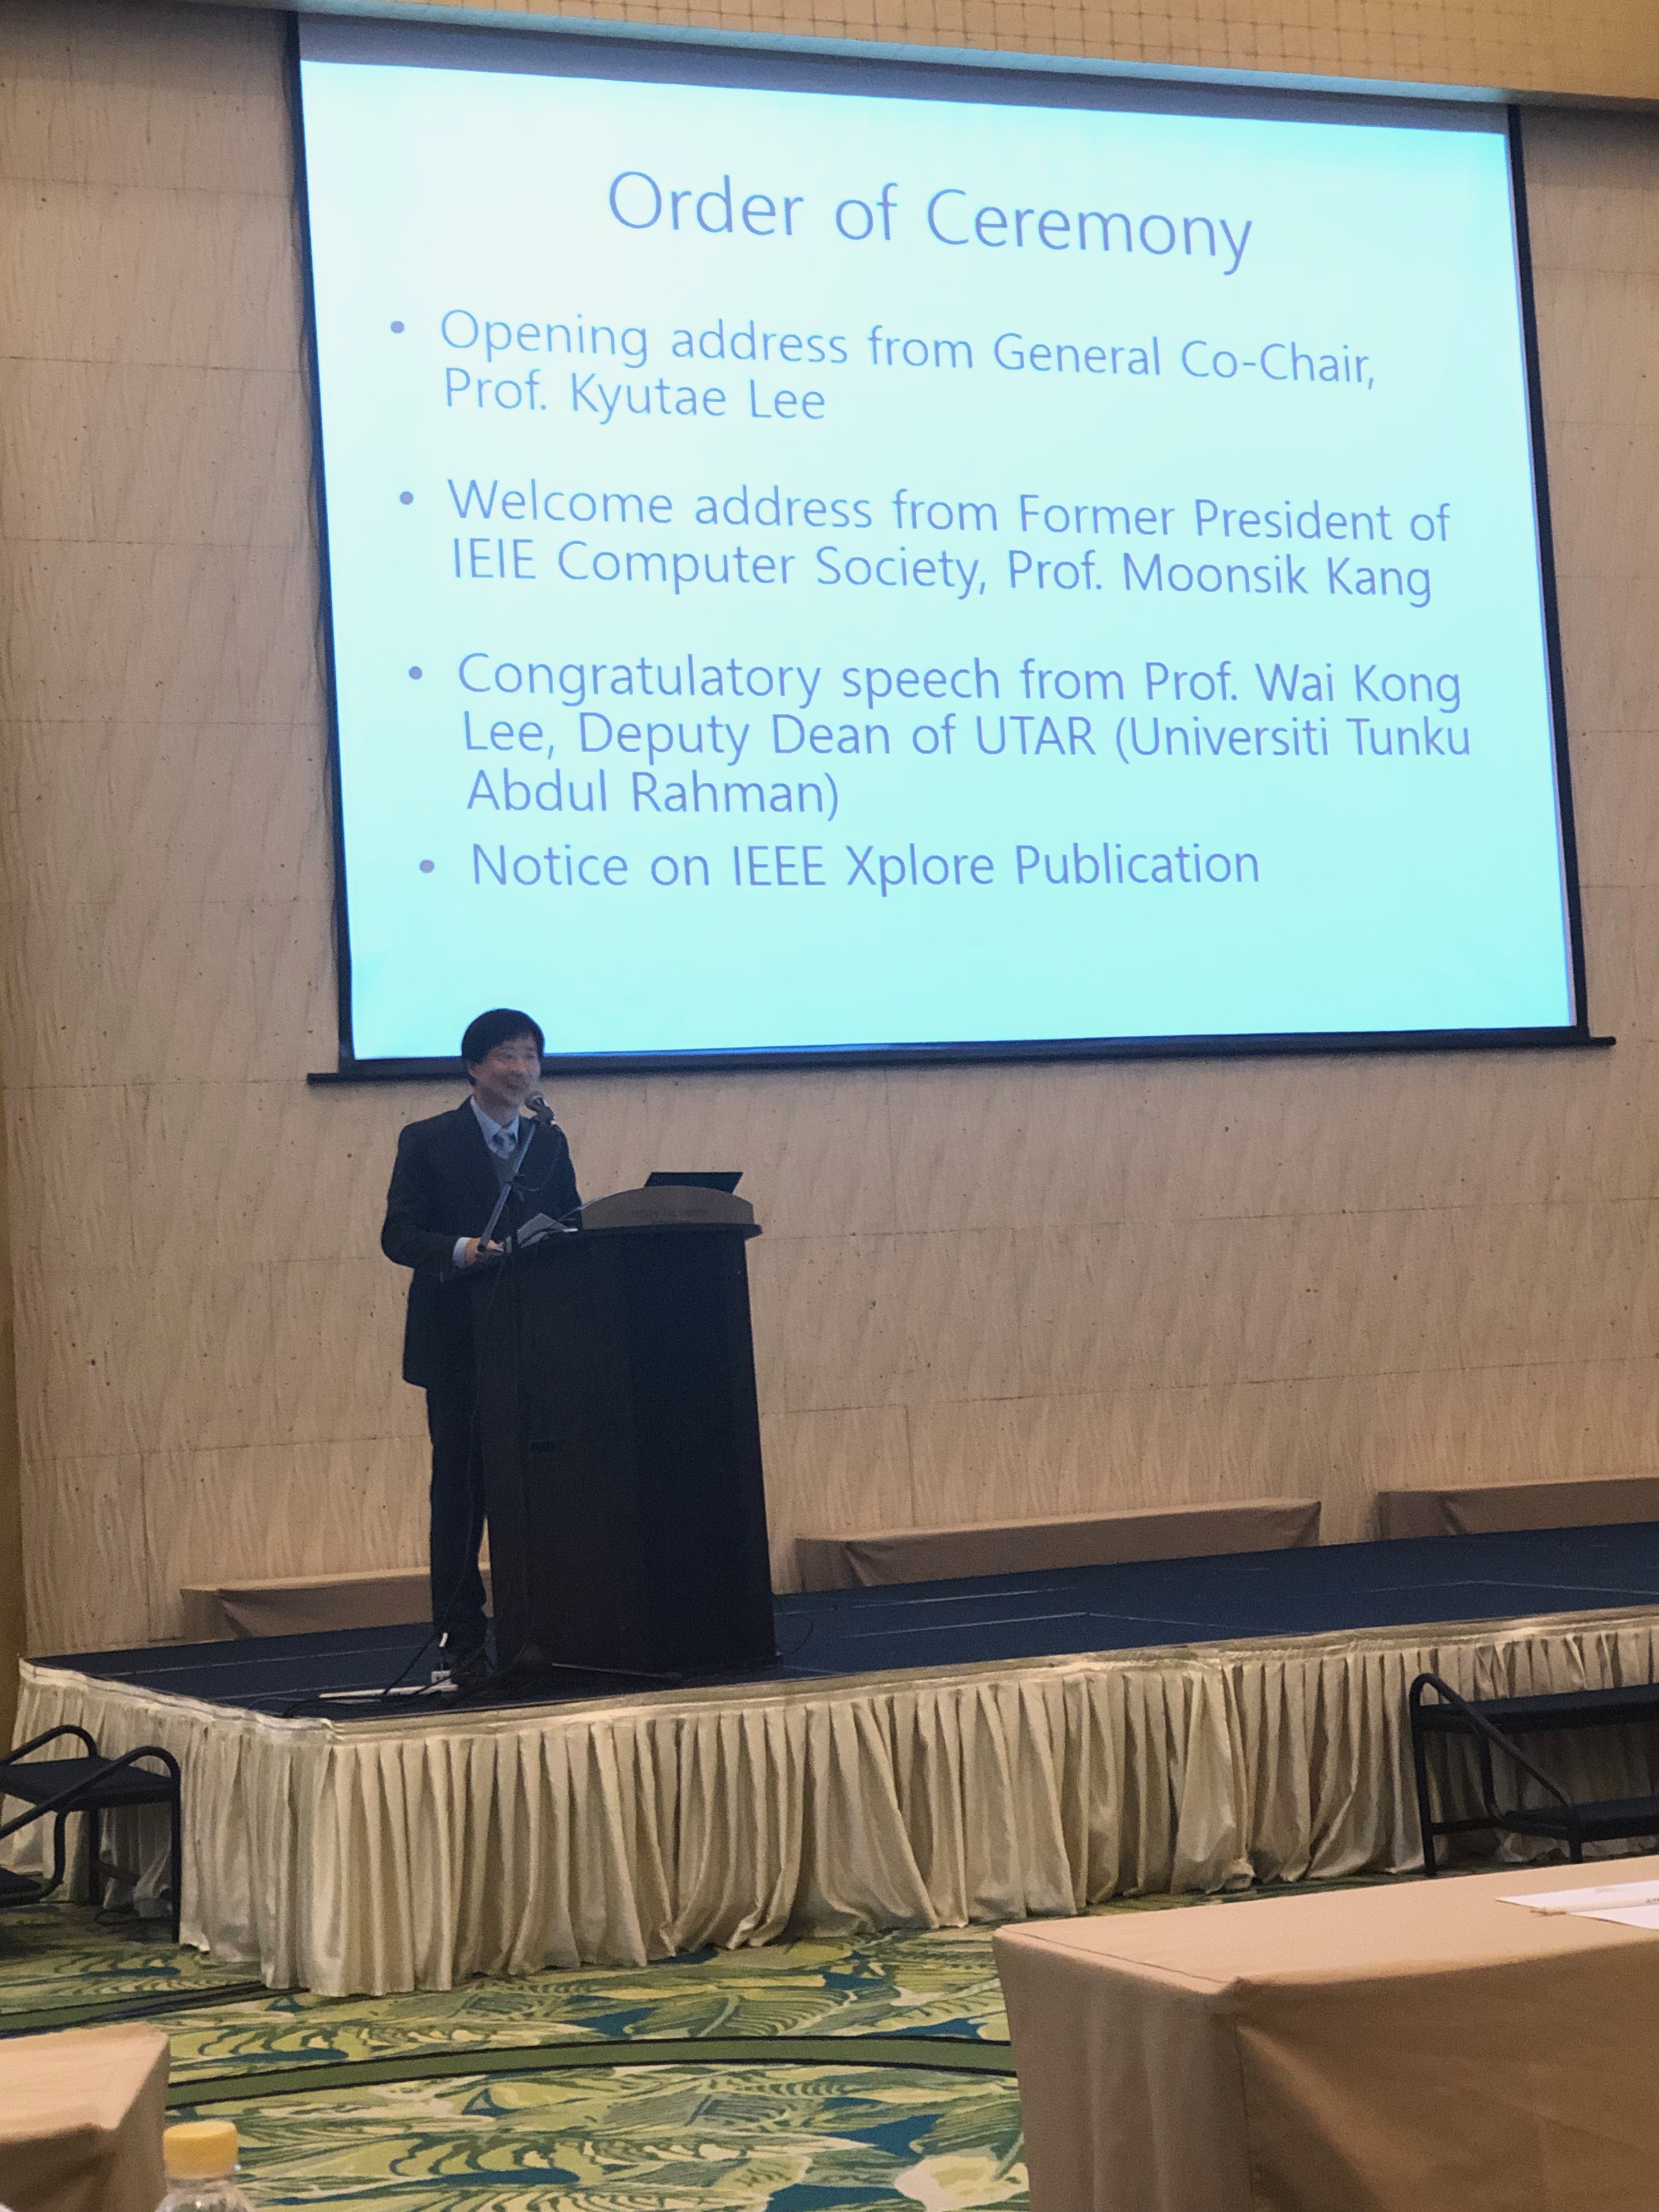 Order of Ceremony
• Opening address from General Co-Chair,
Prof. Kyutae Lee
• Welcome address from Former President of
IEIE Computer Society, Prof. Moonsik Kang
• Congratulatory speech from Prof. Wai Kong
Lee, Deputy Dean of UTAR (Universiti Tunku
Abdul Rahman)
• Notice on IEEE Xplore Publication